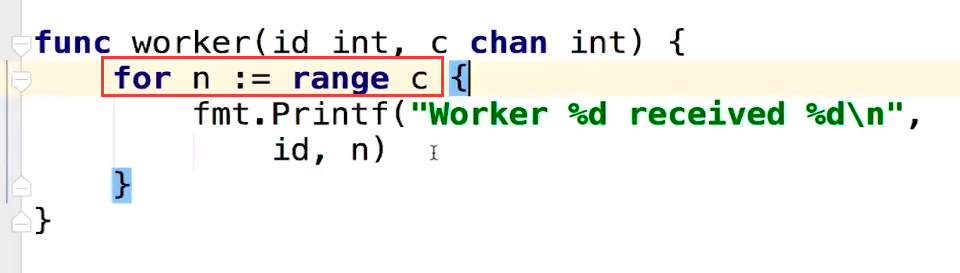 func worker(id int, c chan int) {
    for n := range c {
        fmt.Printf("Worker %d received %d\n",
            id, n)
    }
}